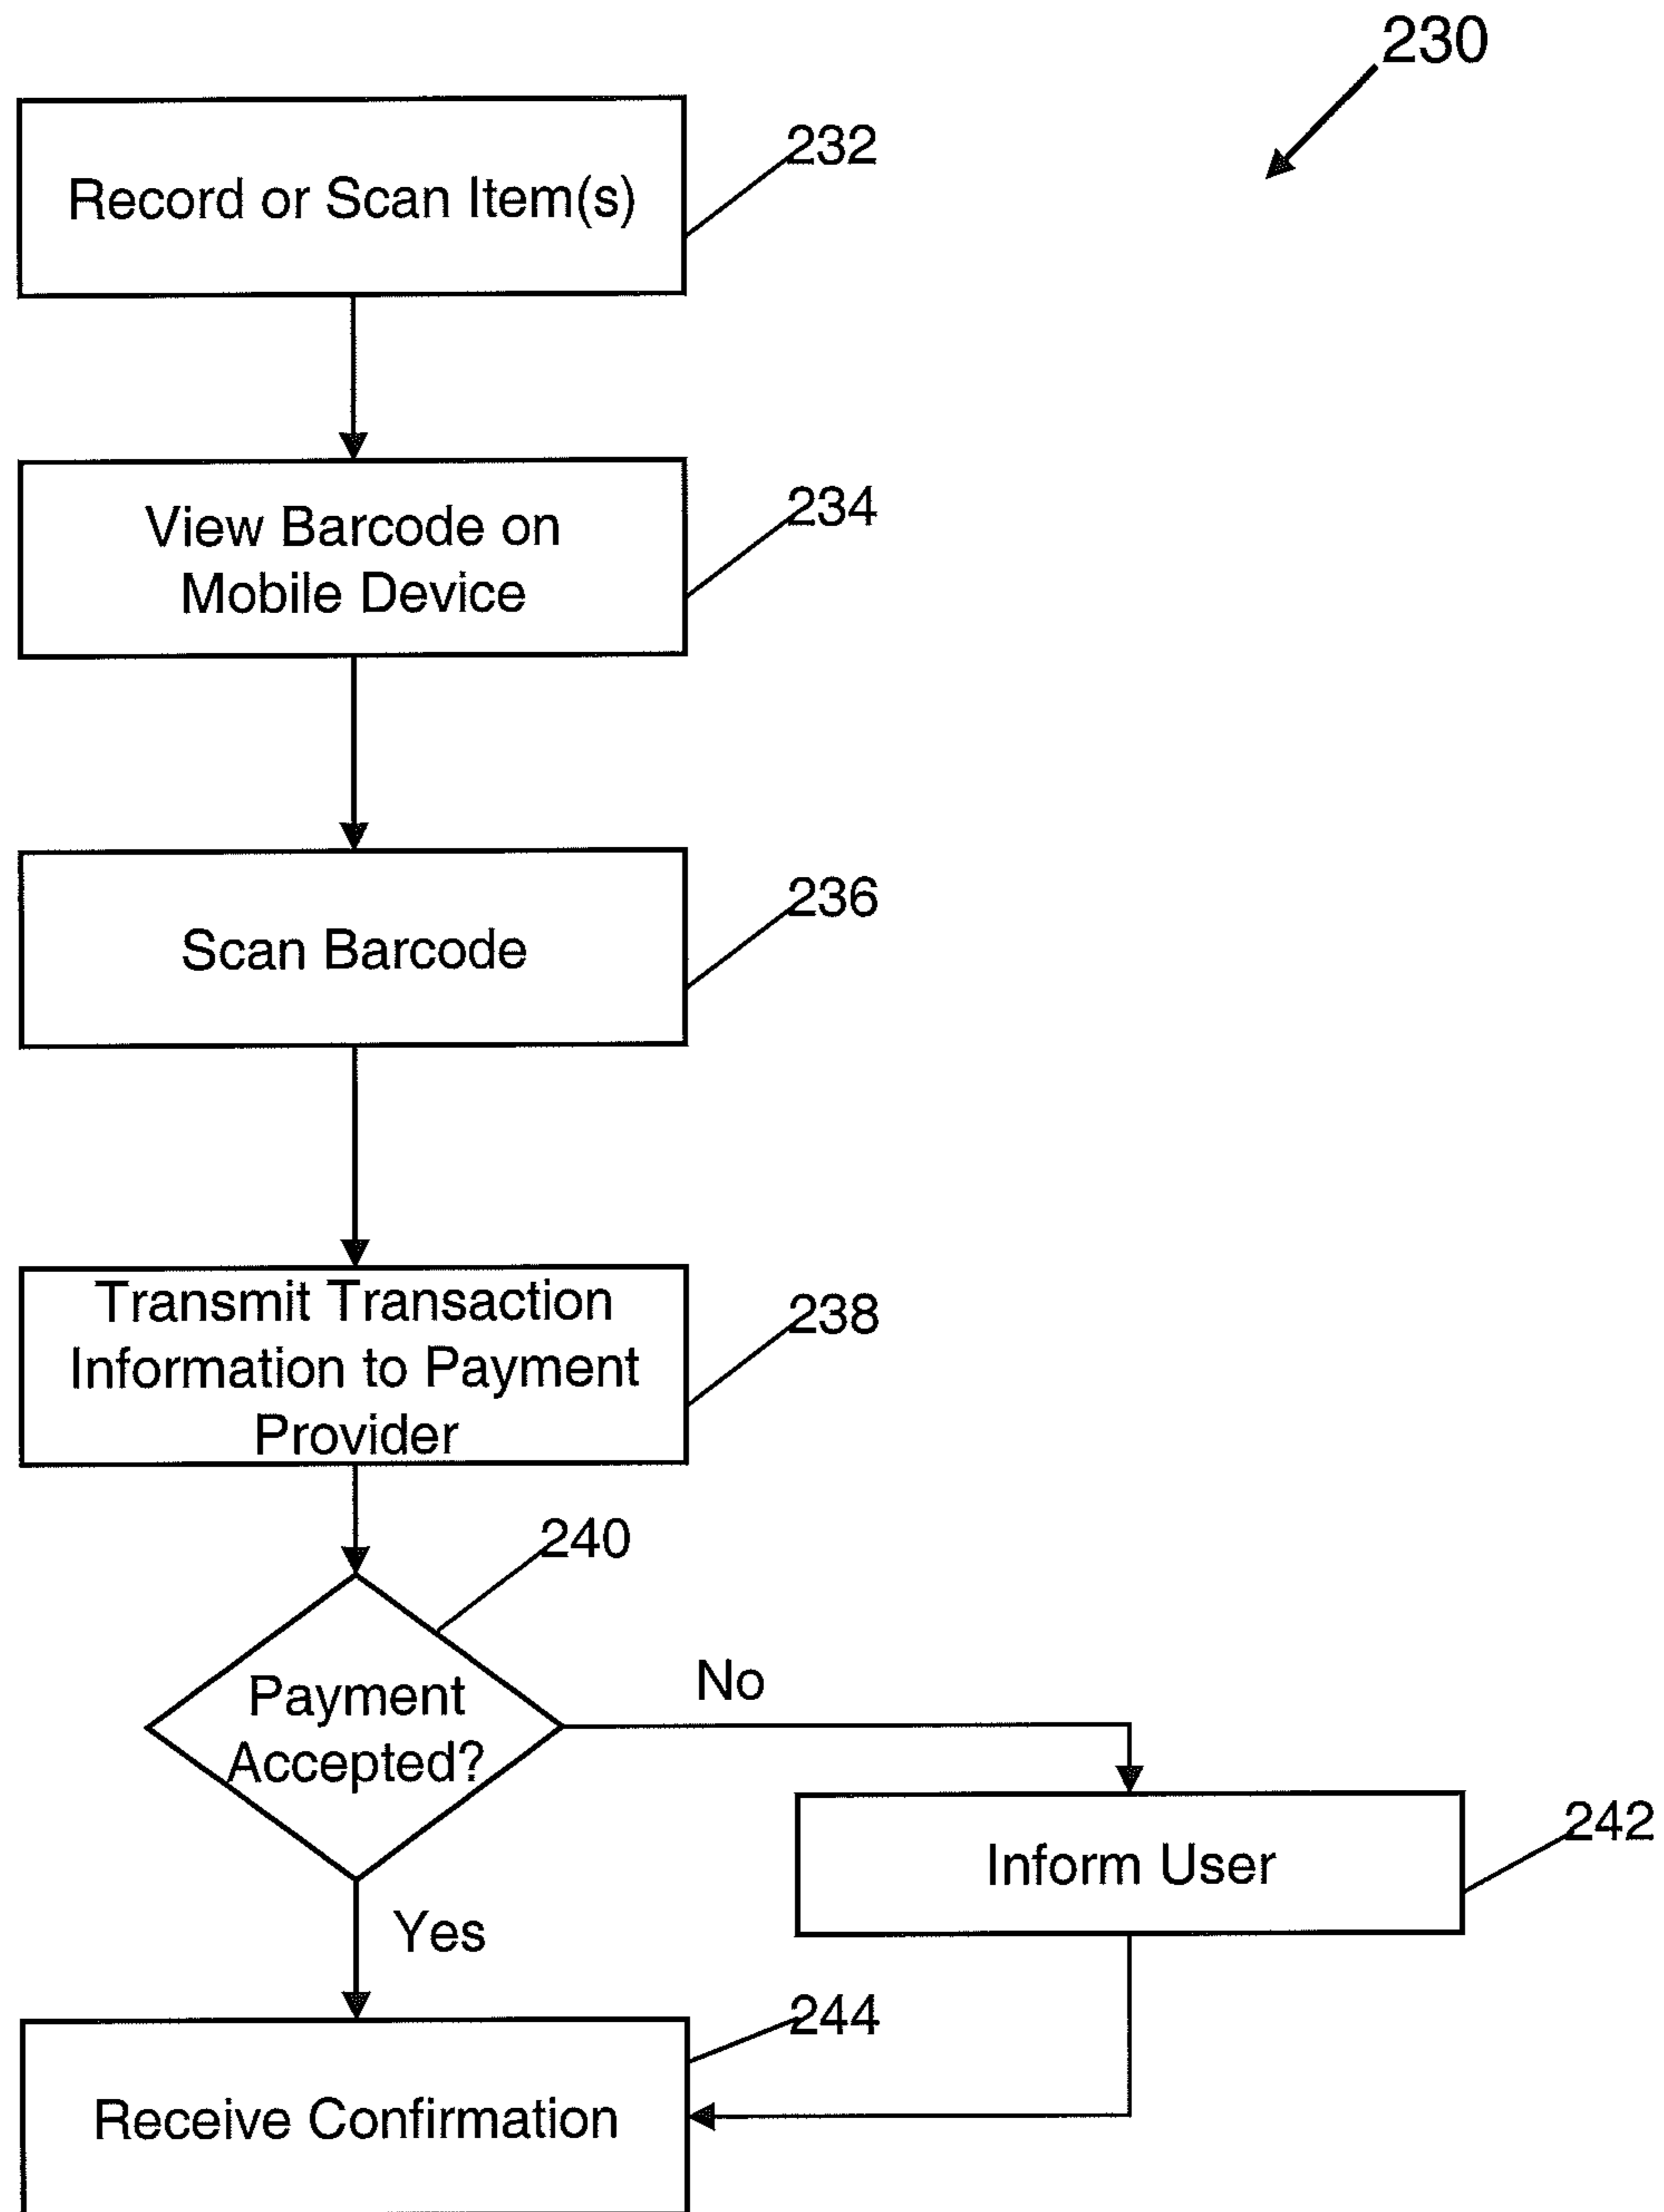 230
232
Record or Scan Item(s)
234
View Barcode on
Mobile Device
236
Scan Barcode
238
Transmit Transaction
Information to Payment
Provider
240
Payment
Accepted?
No
242
Inform User
Yes
244
Receive Confirmation